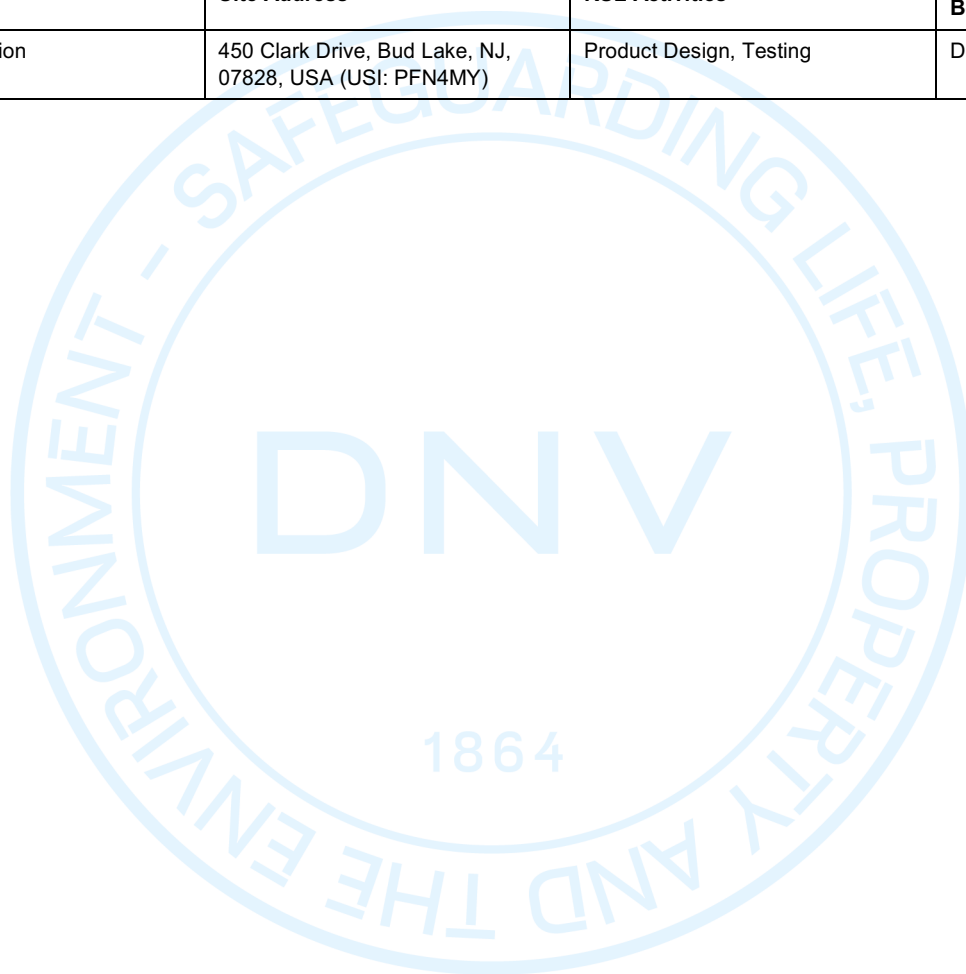 B
ion
450 Clark Drive, Bud Lake, NJ,
07828, USA (USI: PFN4MY)
Product Design, Testing
D
SAFEGUARDING LIFE, PROPERTY AND THE ENVIRONMENT -
DNV
1864